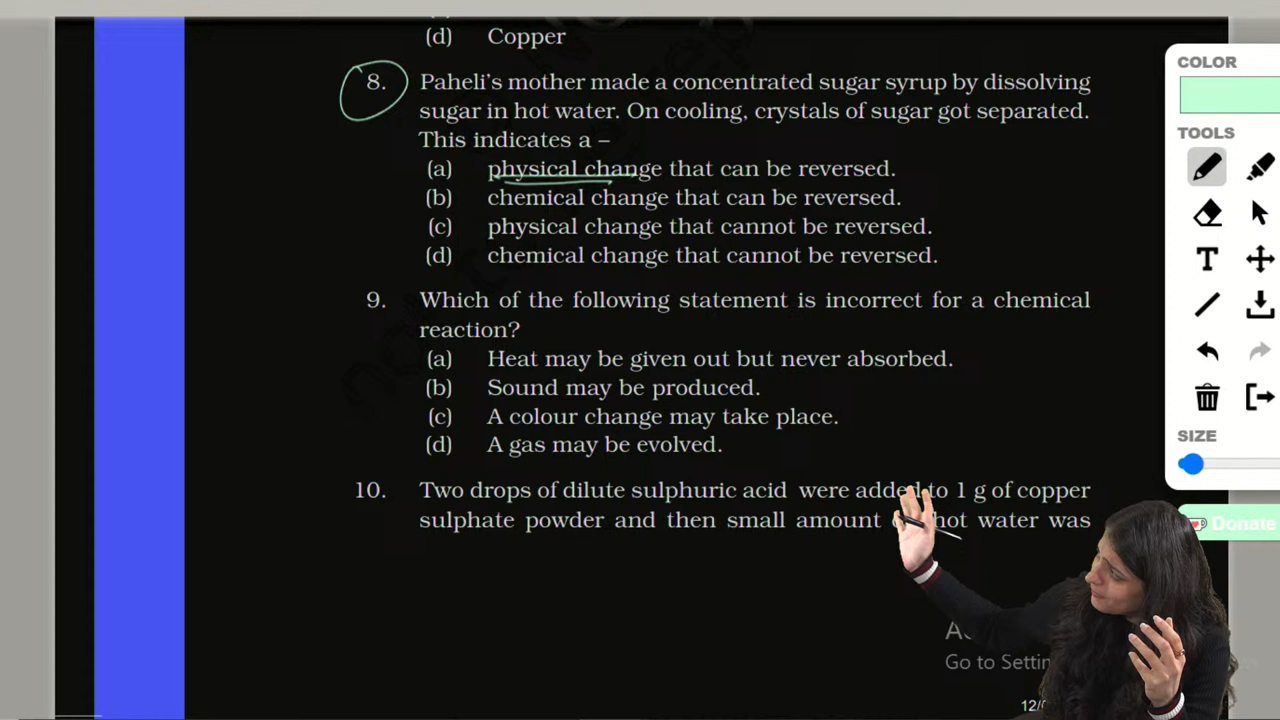 (d) Copper
8. Paheli's mother made a concentrated sugar syrup by dissolving
sugar in hot water. On cooling, crystals of sugar got separated.
This indicates a –
(a) physical change that can be reversed.
(b) chemical change that can be reversed.
(c) physical change that cannot be reversed.
(d) chemical change that cannot be reversed.
9. Which of the following statement is incorrect for a chemical
reaction?
(a) Heat may be given out but never absorbed.
(b) Sound may be produced.
(c) A colour change may take place.
(d) A gas may be evolved.
10. Two drops of dilute sulphuric acid were added to 1 g of copper
sulphate powder and then small amount hot water was
COLOR
TOOLS
T
SIZE
Donate
Go to Settin
12/